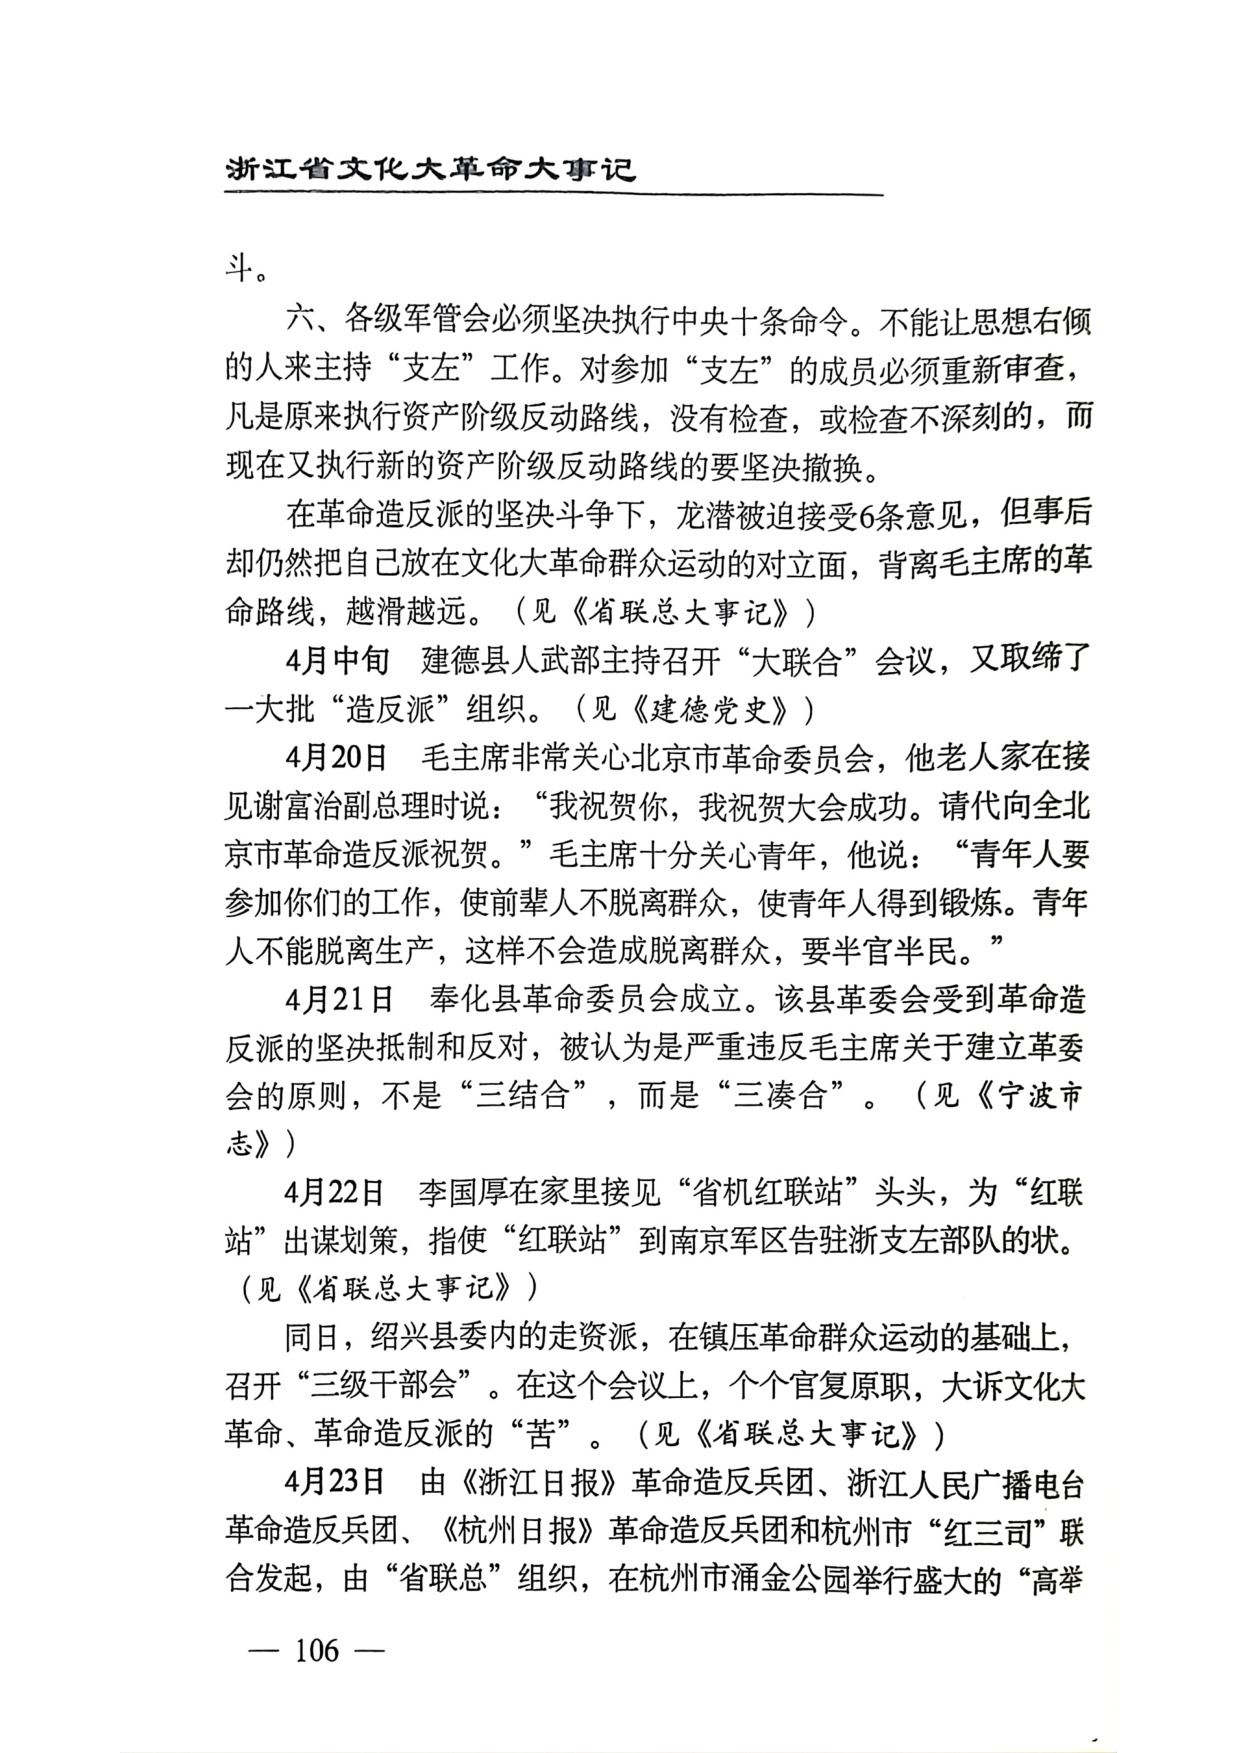 浙江省文化大革命大事记
斗。
六、各级军管会必须坚决执行中央十条命令。不能让思想右倾
的人来主持“支左”工作。对参加“支左”的成员必须重新审查，
凡是原来执行资产阶级反动路线，没有检查，或检查不深刻的，而
现在又执行新的资产阶级反动路线的要坚决撤换。
在革命造反派的坚决斗争下，龙潜被迫接受6条意见，但事后
却仍然把自己放在文化大革命群众运动的对立面，背离毛主席的革
命路线，越滑越远。（见《省联总大事记》）
4月中旬　建德县人武部主持召开“大联合”会议，又取缔了
一大批“造反派”组织。（见《建德党史》）
4月20日　毛主席非常关心北京市革命委员会，他老人家在接
见谢富治副总理时说：“我祝贺你，我祝贺大会成功。请代向全北
京市革命造反派祝贺。”毛主席十分关心青年，他说：“青年人要
参加你们的工作，使前辈人不脱离群众，使青年人得到锻炼。青年
人不能脱离生产，这样不会造成脱离群众，要半官半民。”
4月21日　奉化县革命委员会成立。该县革委会受到革命造
反派的坚决抵制和反对，被认为是严重违反毛主席关于建立革委
会的原则，不是“三结合”，而是“三凑合”。（见《宁波市
志》）
4月22日　李国厚在家里接见“省机红联站”头头，为“红联
站”出谋划策，指使“红联站”到南京军区告驻浙支左部队的状。
（见《省联总大事记》）
同日，绍兴县委内的走资派，在镇压革命群众运动的基础上，
召开“三级干部会”。在这个会议上，个个官复原职，大诉文化大
革命、革命造反派的“苦”。（见《省联总大事记》）
4月23日　由《浙江日报》革命造反兵团、浙江人民广播电台
革命造反兵团、《杭州日报》革命造反兵团和杭州市“红三司”联
合发起，由“省联总”组织，在杭州市涌金公园举行盛大的“高举
— 106 —